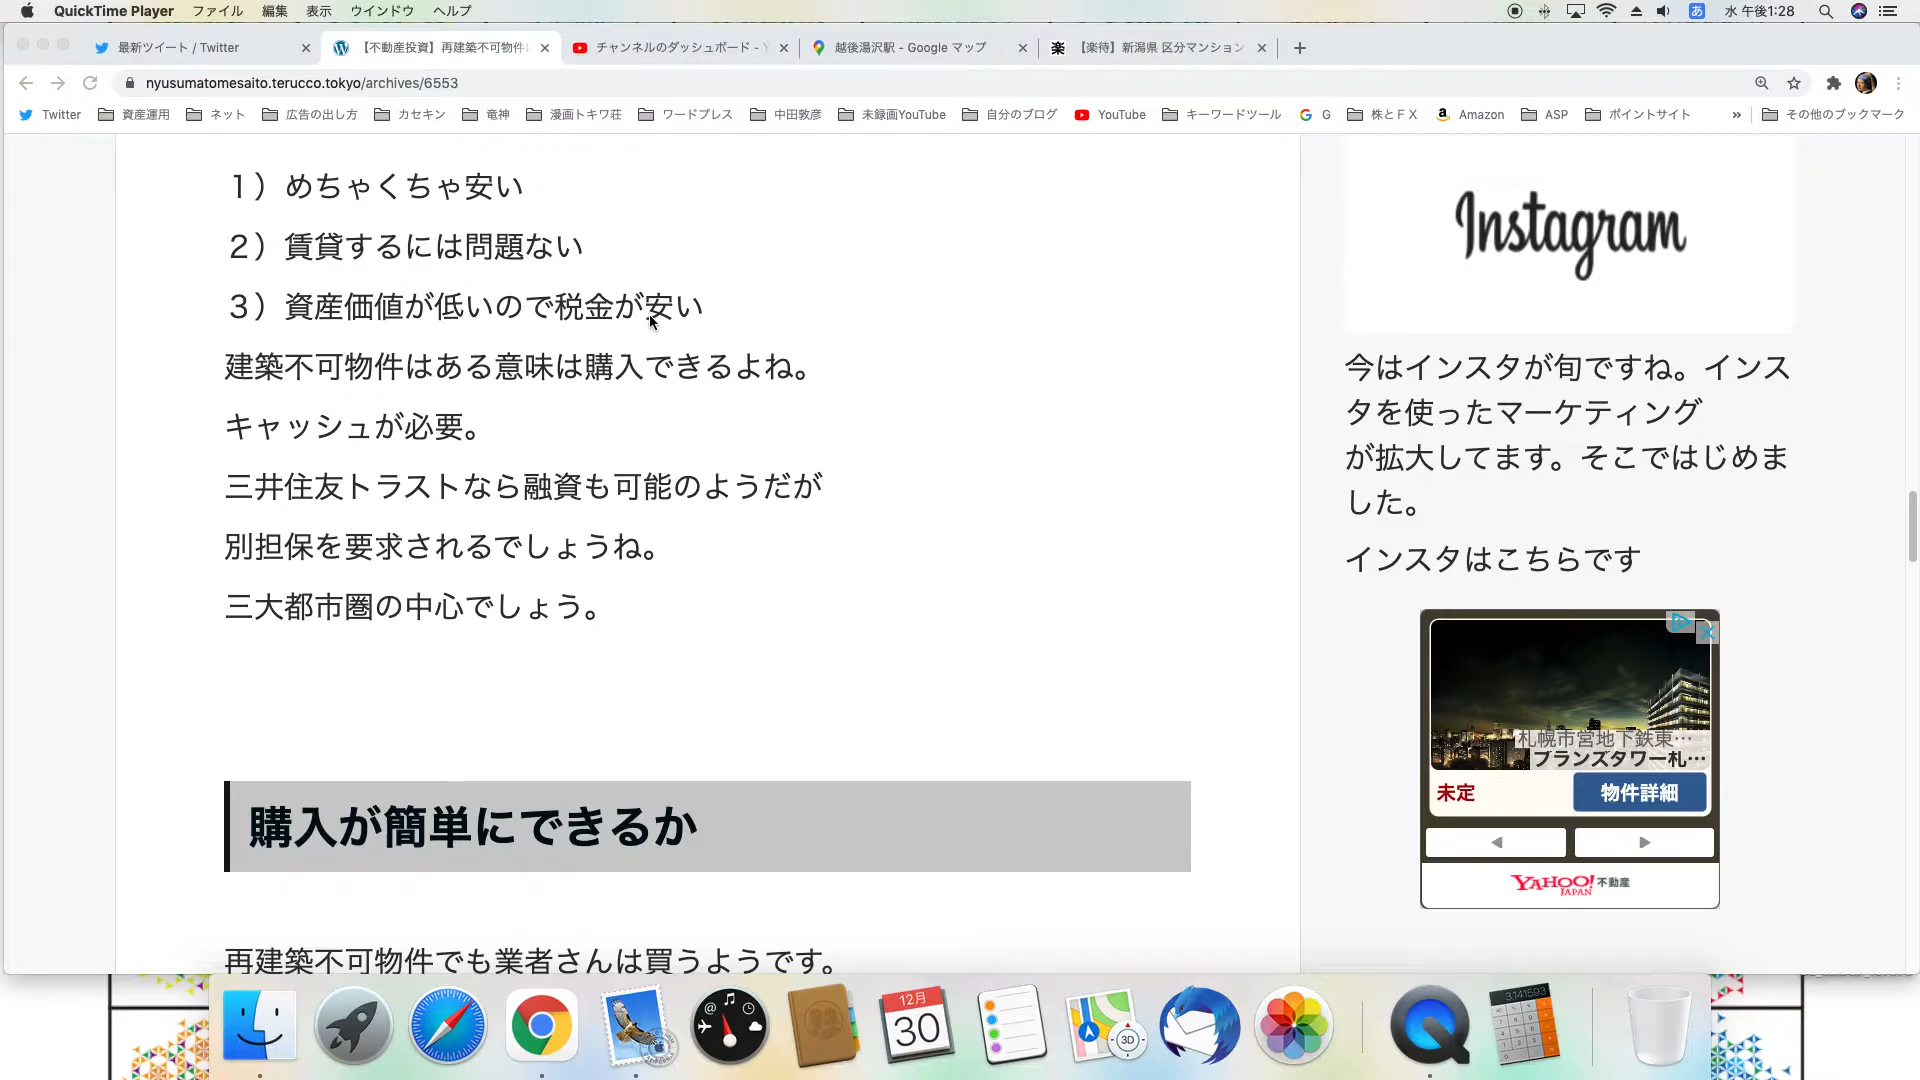 QuickTime Player ファイル 編集 表示 ウインドウ ヘルプ あ 水 午後1:28
最新ツイート / Twitter 【不動産投資】再建築不可物件 チャンネルのダッシュボード - 越後湯沢駅 - Google マップ 楽 【楽待】新潟県 区分マンション
nyusumatomesaito.terucco.tokyo/archives/6553
Twitter 資産運用 ネット 広告の出し方 カセキン 竜神 漫画トキワ荘 ワードプレス 中田敦彦 未録画YouTube 自分のブログ YouTube キーワードツール G 株とＦＸ Amazon ASP ポイントサイト » その他のブックマーク
１）めちゃくちゃ安い
２）賃貸するには問題ない
３）資産価値が低いので税金が安い
建築不可物件はある意味は購入できるよね。
キャッシュが必要。
三井住友トラストなら融資も可能のようだが
別担保を要求されるでしょうね。
三大都市圏の中心でしょう。
購入が簡単にできるか
再建築不可物件でも業者さんは買うようです。
Instagram
今はインスタが旬ですね。インス
タを使ったマーケティング
が拡大してます。そこではじめま
した。
インスタはこちらです
札幌市営地下鉄東…
ブランズタワー札…
未定 物件詳細
YAHOO! JAPAN 不動産
12月
30
3D
3.141593